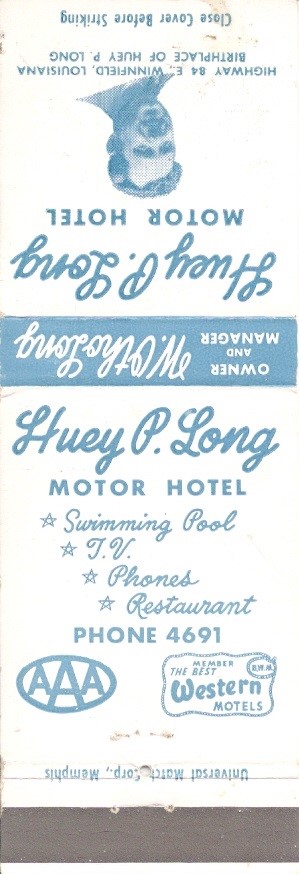 Close Cover Before Striking
HIGHWAY 84 E., WINNFIELD, LOUISIANA
BIRTHPLACE OF HUEY P. LONG
MOTOR HOTEL
Huey P. Long
OWNER
AND
MANAGER
W. Otho Long
Huey P. Long
MOTOR HOTEL
☆ Swimming Pool
☆ T.V.
☆ Phones
☆ Restaurant
PHONE 4691
AAA
MEMBER
B.W.M.
THE BEST
Western
MOTELS
Universal Match Corp., Memphis